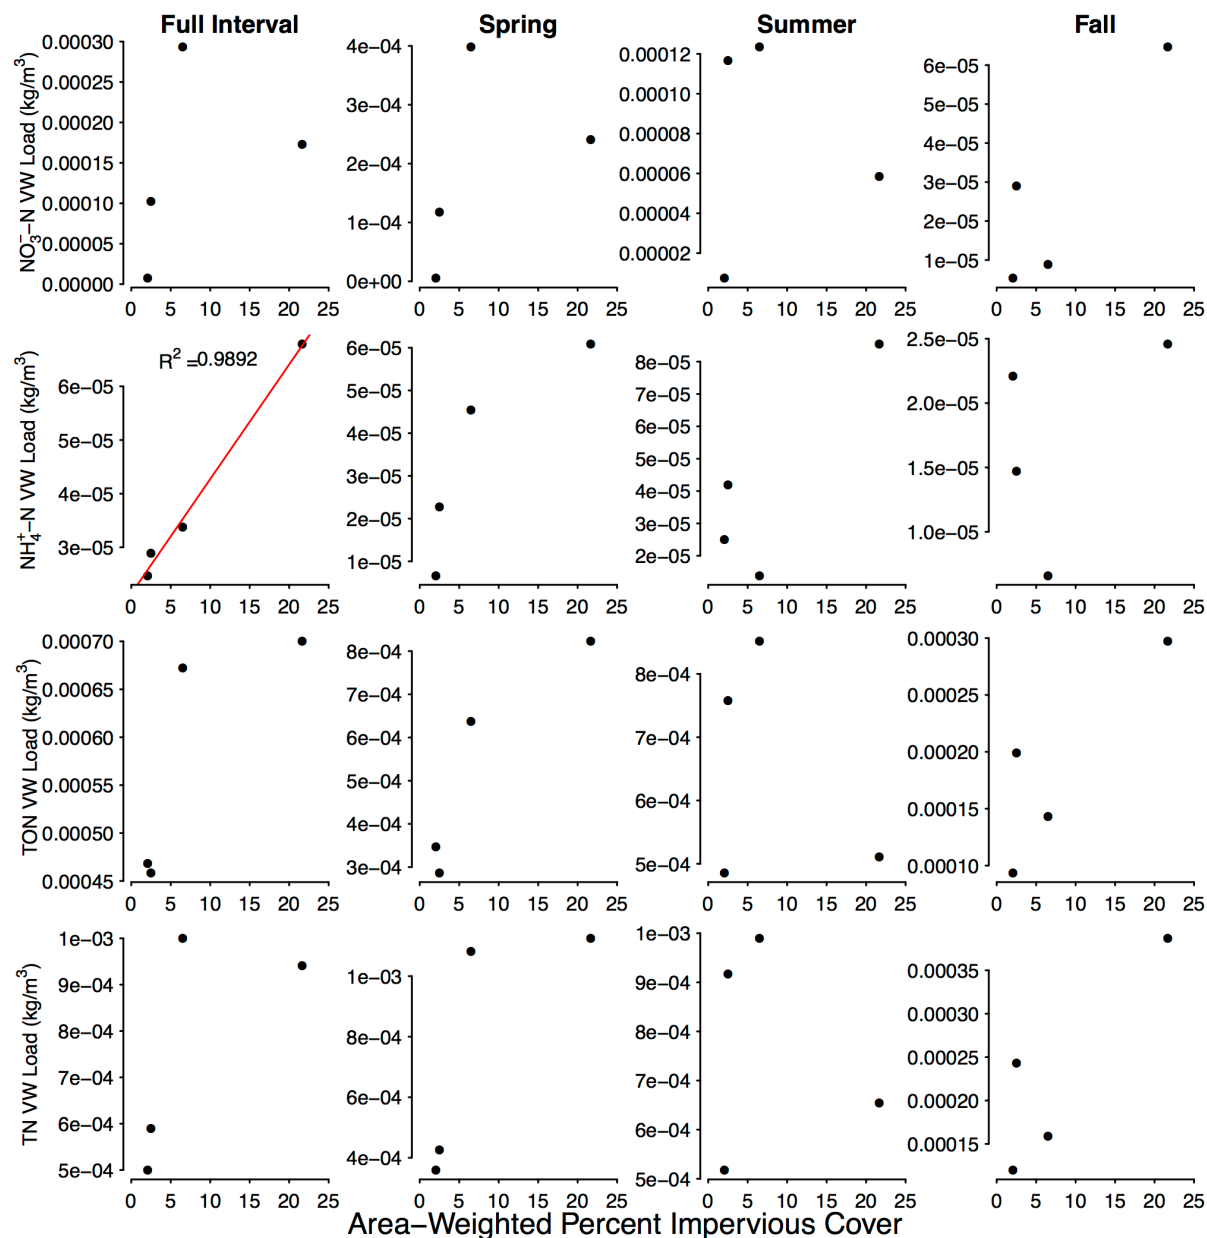 Full Interval Spring Summer Fall
NO₃⁻−N VW Load (kg/m³)
0.00030
0.00025
0.00020
0.00015
0.00010
0.00005
0.00000
0 5 10 15 20 25
4e−04
3e−04
2e−04
1e−04
0e+00
0 5 10 15 20 25
0.00012
0.00010
0.00008
0.00006
0.00004
0.00002
0 5 10 15 20 25
6e−05
5e−05
4e−05
3e−05
2e−05
1e−05
0 5 10 15 20 25
NH₄⁺−N VW Load (kg/m³)
R² =0.9892
6e−05
5e−05
4e−05
3e−05
0 5 10 15 20 25
6e−05
5e−05
4e−05
3e−05
2e−05
1e−05
0 5 10 15 20 25
8e−05
7e−05
6e−05
5e−05
4e−05
3e−05
2e−05
0 5 10 15 20 25
2.5e−05
2.0e−05
1.5e−05
1.0e−05
0 5 10 15 20 25
TON VW Load (kg/m³)
0.00070
0.00065
0.00060
0.00055
0.00050
0.00045
0 5 10 15 20 25
8e−04
7e−04
6e−04
5e−04
4e−04
3e−04
0 5 10 15 20 25
8e−04
7e−04
6e−04
5e−04
0 5 10 15 20 25
0.00030
0.00025
0.00020
0.00015
0.00010
0 5 10 15 20 25
TN VW Load (kg/m³)
1e−03
9e−04
8e−04
7e−04
6e−04
5e−04
0 5 10 15 20 25
1e−03
8e−04
6e−04
4e−04
0 5 10 15 20 25
1e−03
9e−04
8e−04
7e−04
6e−04
5e−04
0 5 10 15 20 25
0.00035
0.00030
0.00025
0.00020
0.00015
0 5 10 15 20 25
Area−Weighted Percent Impervious Cover